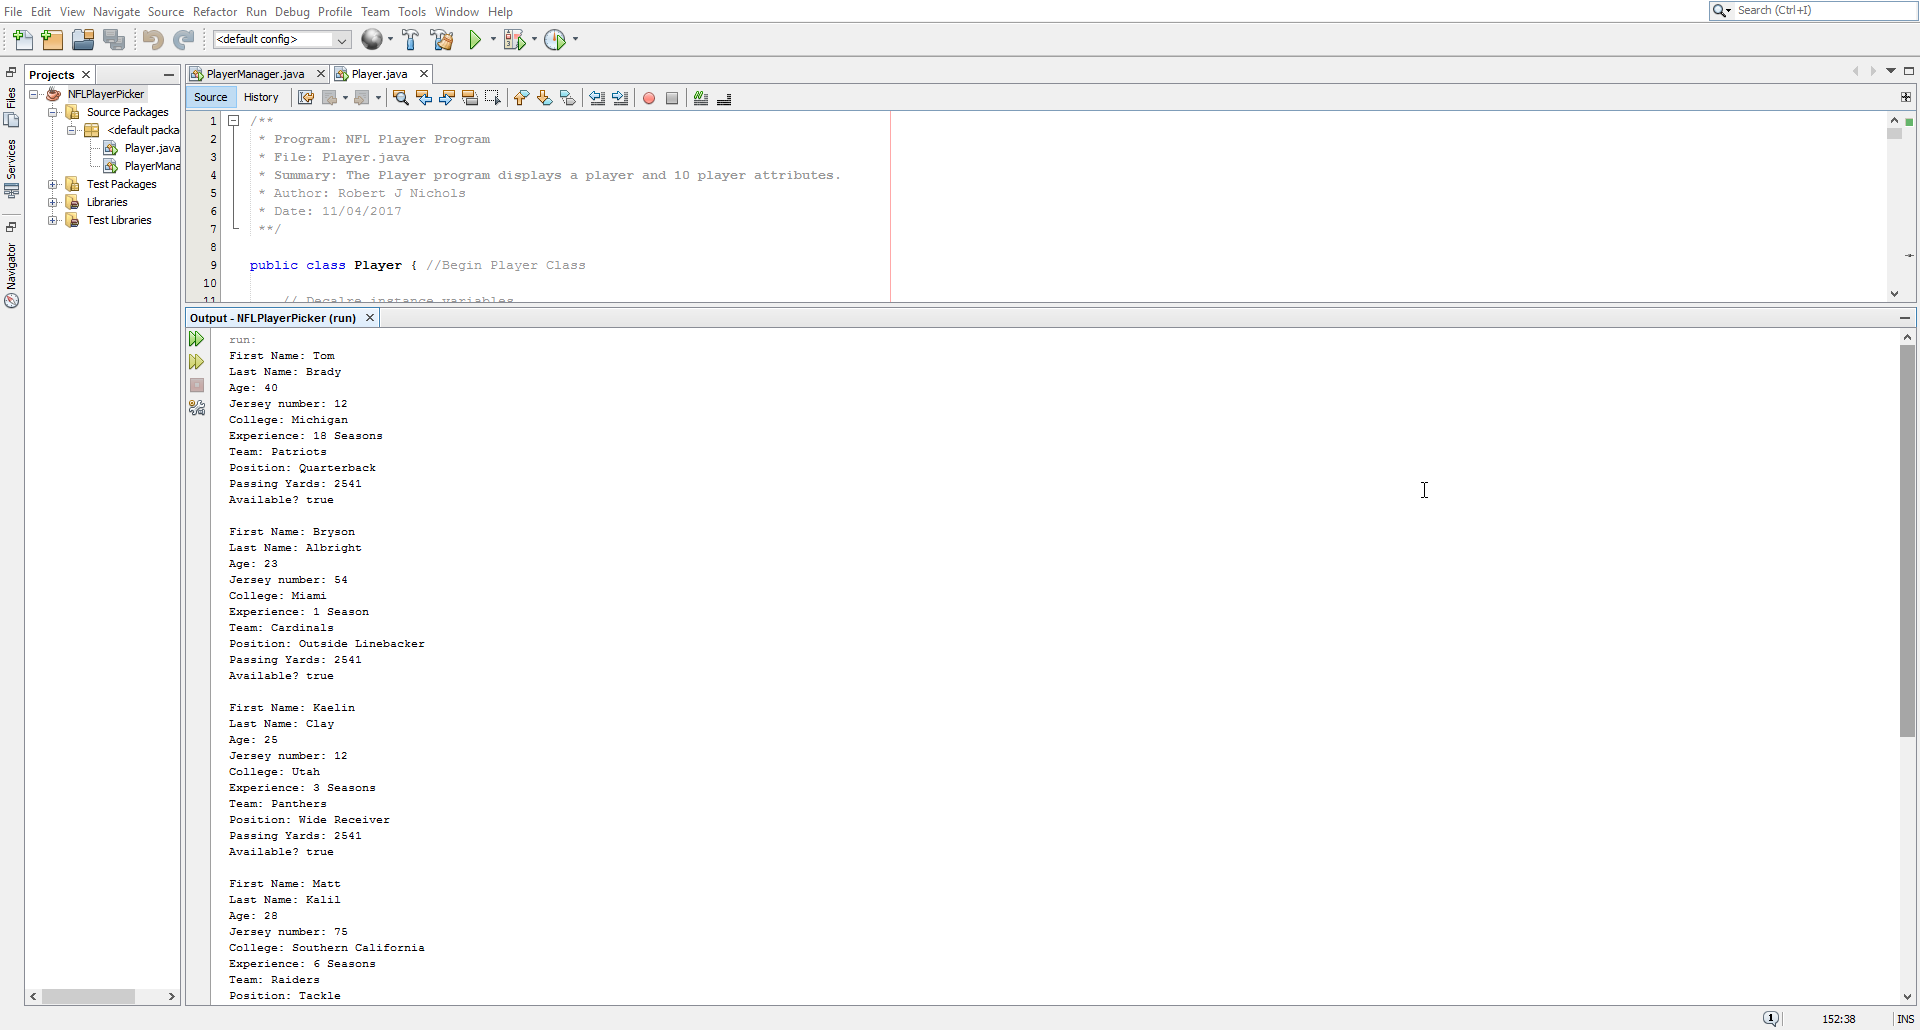 File Edit View Navigate Source Refactor Run Debug Profile Team Tools Window Help
Search (Ctrl+I)
<default config>
Files
Services
Navigator
Projects
NFLPlayerPicker
Source Packages
<default packa
Player.java
PlayerMana
Test Packages
Libraries
Test Libraries
PlayerManager.java
Player.java
Source History
1 /**
2 * Program: NFL Player Program
3 * File: Player.java
4 * Summary: The Player program displays a player and 10 player attributes.
5 * Author: Robert J Nichols
6 * Date: 11/04/2017
7 **/
8
9 public class Player { //Begin Player Class
10
11 // Decalre instance variables
Output - NFLPlayerPicker (run)
run:
First Name: Tom
Last Name: Brady
Age: 40
Jersey number: 12
College: Michigan
Experience: 18 Seasons
Team: Patriots
Position: Quarterback
Passing Yards: 2541
Available? true
First Name: Bryson
Last Name: Albright
Age: 23
Jersey number: 54
College: Miami
Experience: 1 Season
Team: Cardinals
Position: Outside Linebacker
Passing Yards: 2541
Available? true
First Name: Kaelin
Last Name: Clay
Age: 25
Jersey number: 12
College: Utah
Experience: 3 Seasons
Team: Panthers
Position: Wide Receiver
Passing Yards: 2541
Available? true
First Name: Matt
Last Name: Kalil
Age: 28
Jersey number: 75
College: Southern California
Experience: 6 Seasons
Team: Raiders
Position: Tackle
1
152:38
INS